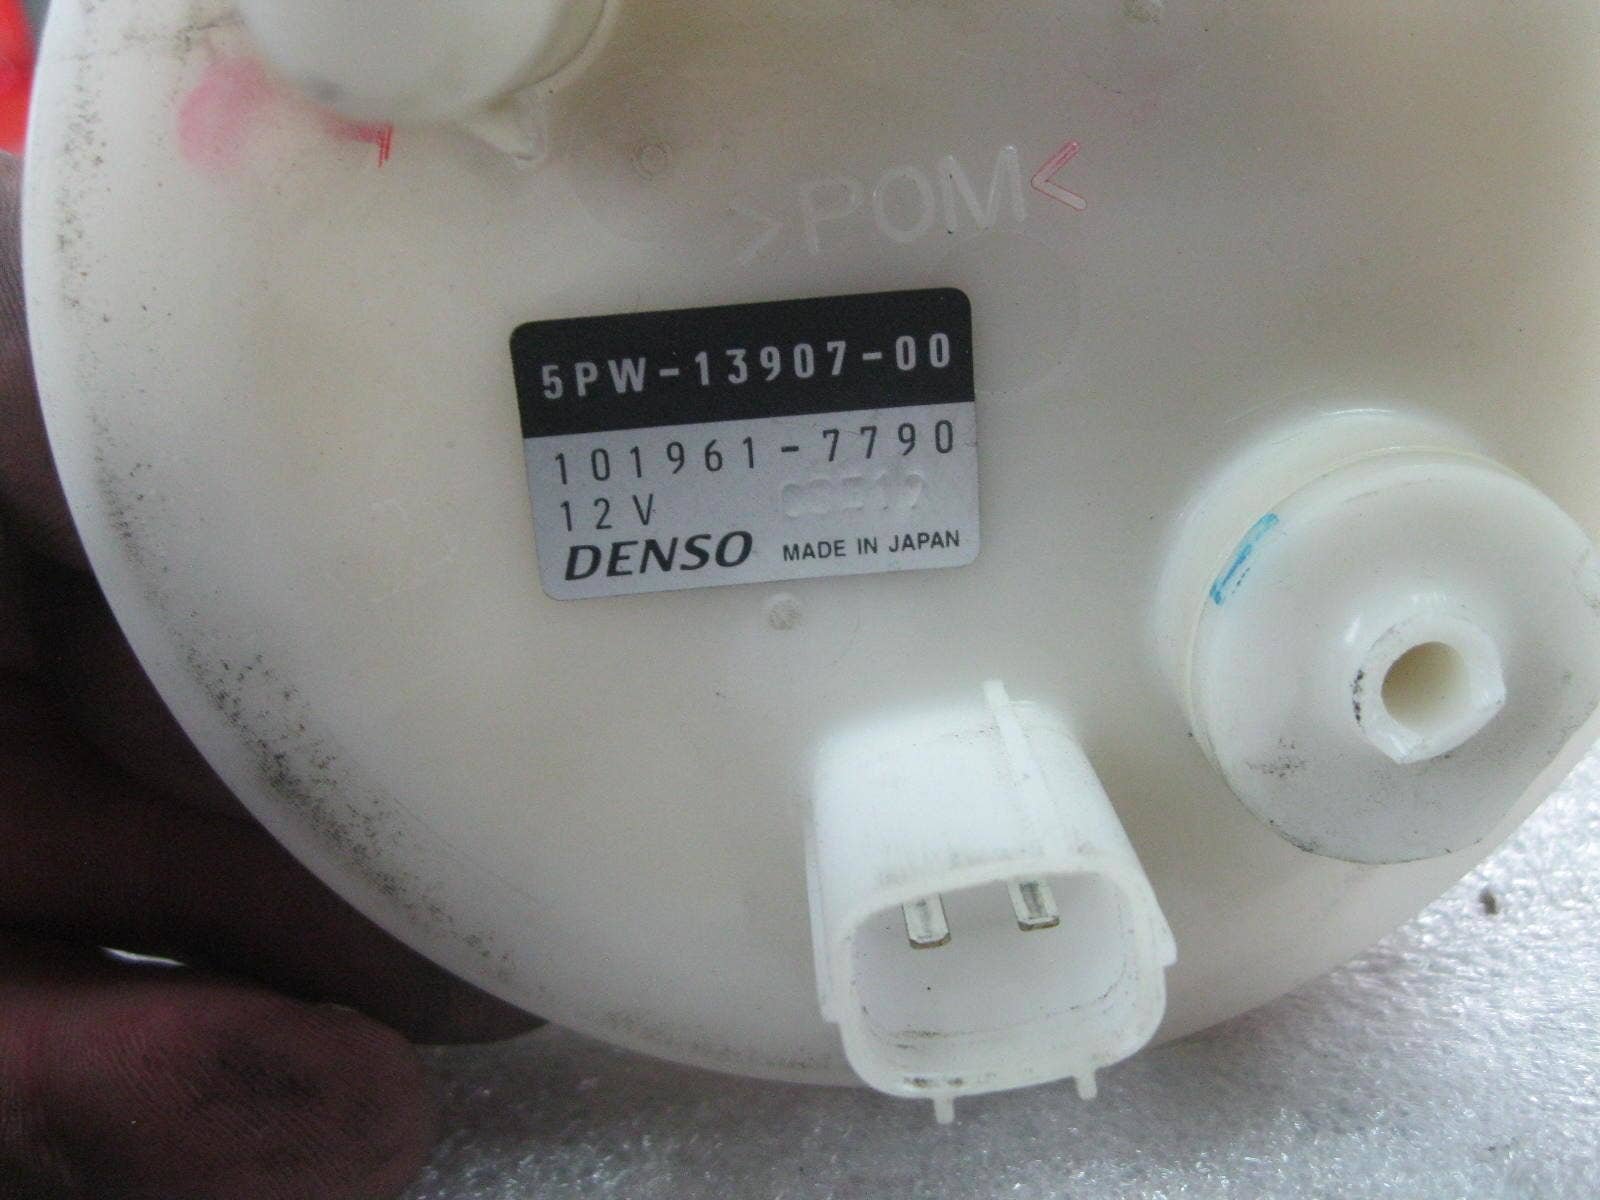 >POM<
5PW-13907-00
101961-7790
12V
DENSO MADE IN JAPAN